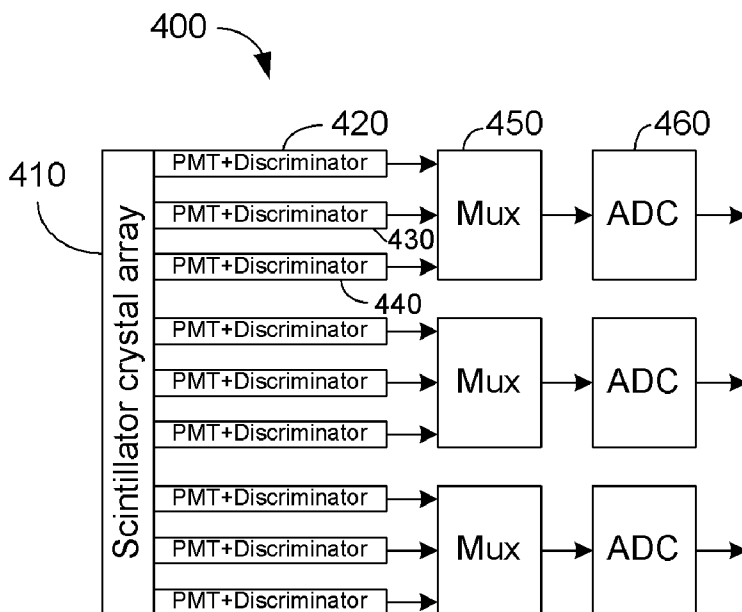 400
420
450
460
410
PMT+Discriminator
PMT+Discriminator
430
PMT+Discriminator
440
Mux
ADC
Scintillator crystal array
PMT+Discriminator
PMT+Discriminator
PMT+Discriminator
Mux
ADC
PMT+Discriminator
PMT+Discriminator
PMT+Discriminator
Mux
ADC